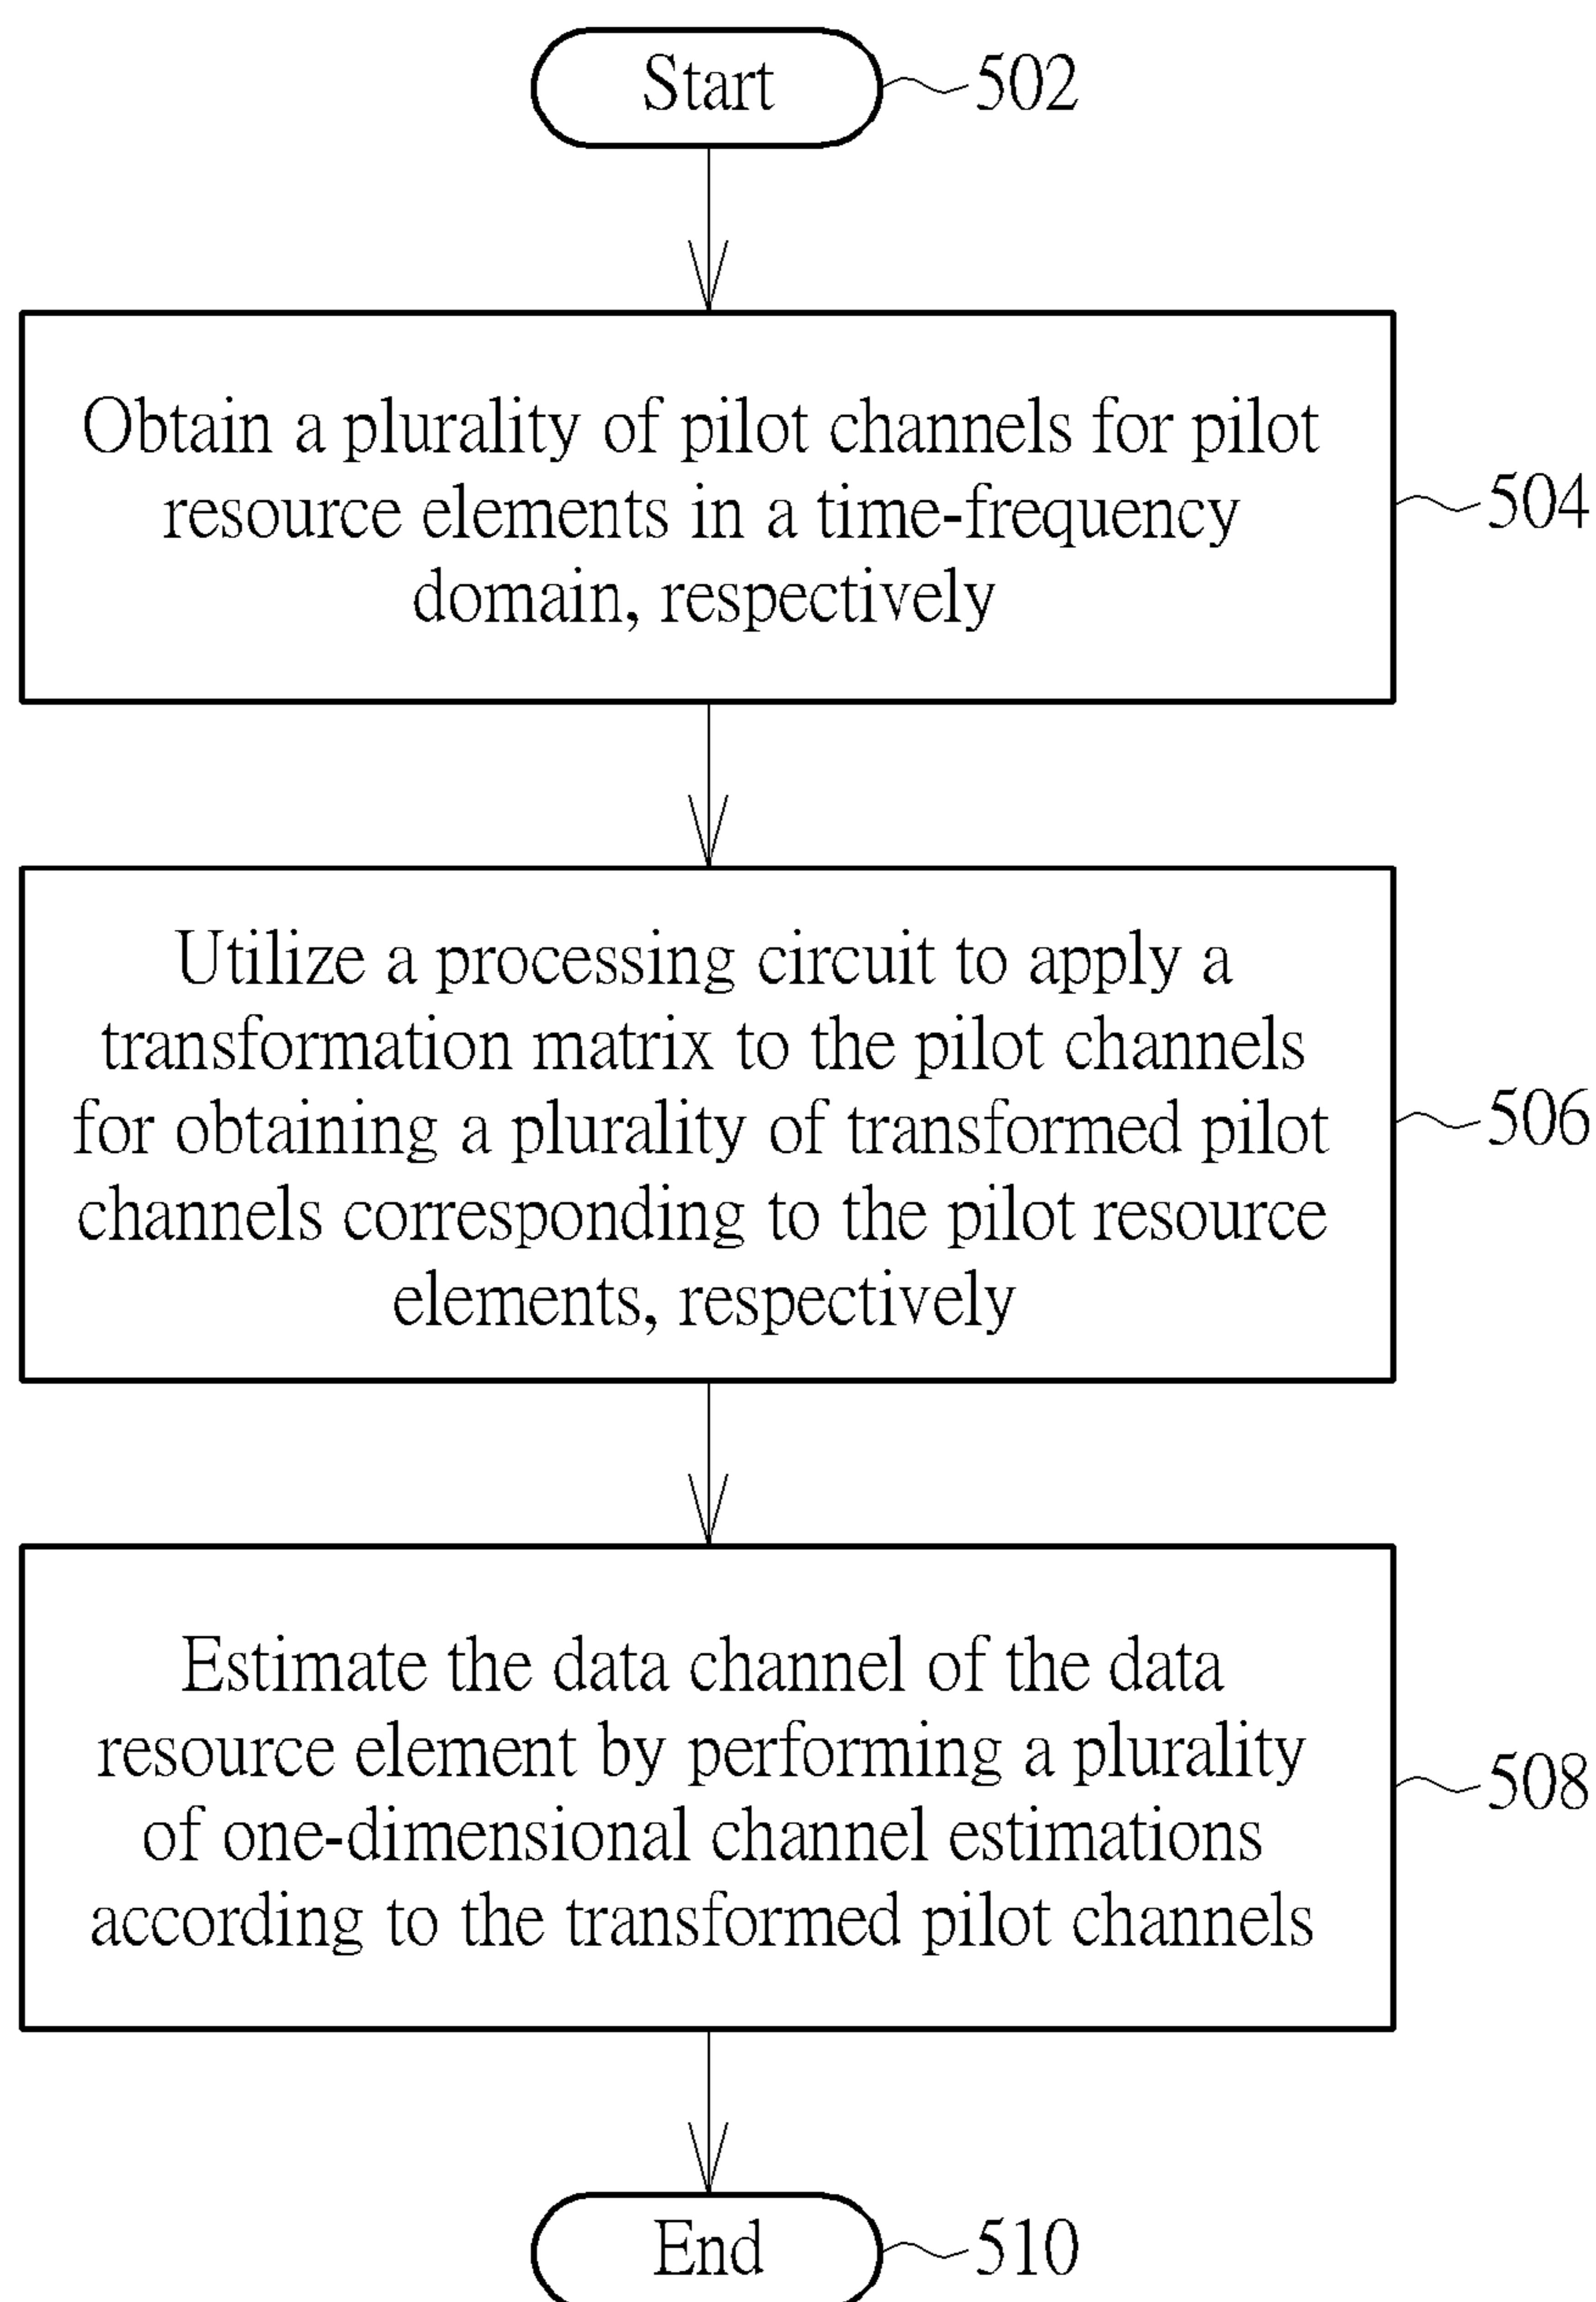 Start 502
Obtain a plurality of pilot channels for pilot
resource elements in a time-frequency
domain, respectively
504
Utilize a processing circuit to apply a
transformation matrix to the pilot channels
for obtaining a plurality of transformed pilot
channels corresponding to the pilot resource
elements, respectively
506
Estimate the data channel of the data
resource element by performing a plurality
of one-dimensional channel estimations
according to the transformed pilot channels
508
End 510